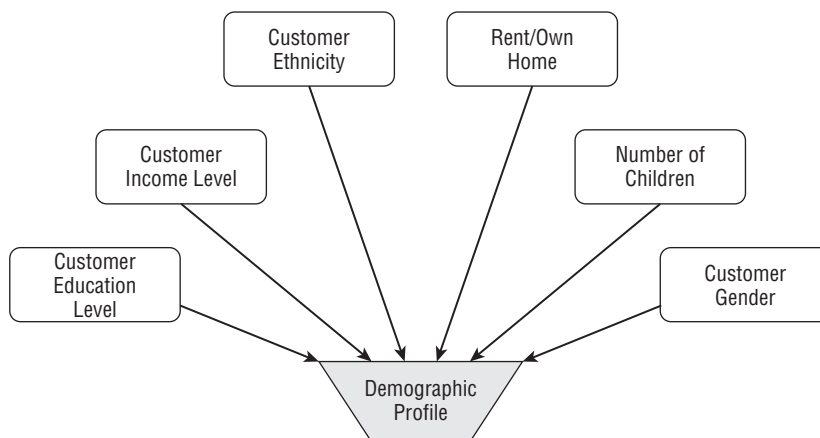 Customer
Ethnicity
Rent/Own
Home
Customer
Income Level
Number of
Children
Customer
Education
Level
Customer
Gender
Demographic
Profile